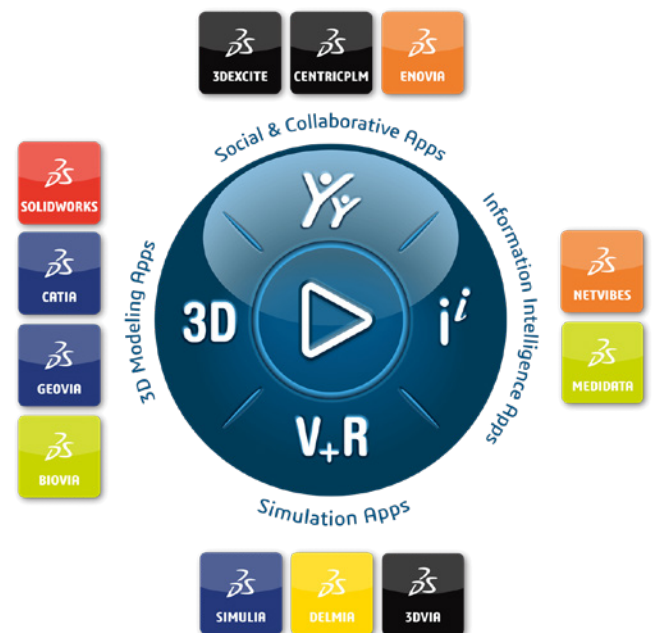 3DEXCITE
CENTRICPLM
ENOVIA
Social & Collaborative Apps
SOLIDWORKS
CATIA
GEOVIA
BIOVIA
3D Modeling Apps
3D
i i
V+R
Information Intelligence Apps
NETVIBES
MEDIDATA
Simulation Apps
SIMULIA
DELMIA
3DVIA